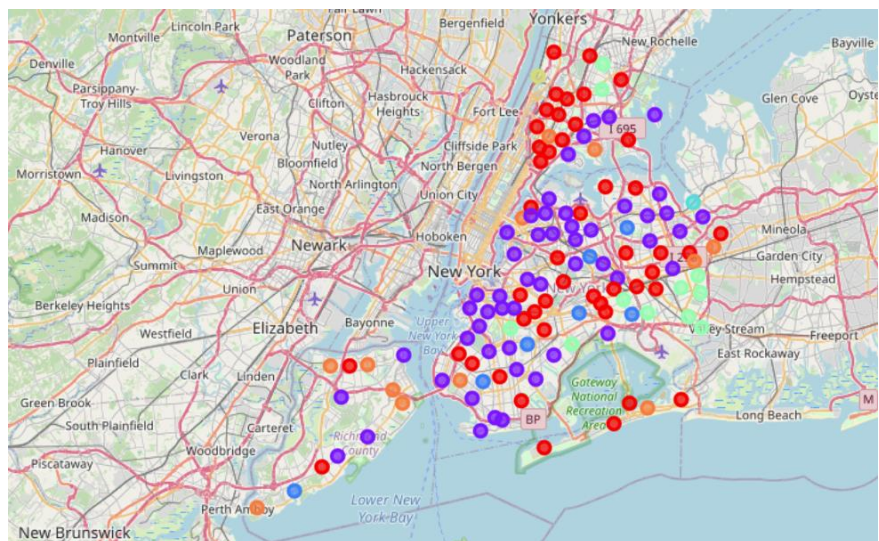 Lincoln Park
Fair Lawn
Yonkers
Montville
Paterson
Bergenfield
New Rochelle
Bayville
Denville
Woodland
Park
Hackensack
Parsippany-
Troy Hills
Clifton
Hasbrouck
Heights
Fort Lee
Glen Cove
Oyste
I 695
Verona
Hanover
Nutley
Cliffside Park
Bloomfield
North Bergen
Morristown
Livingston
North Arlington
Union City
East Orange
Madison
Newark
Hoboken
Mineola
Maplewood
Garden City
Summit
New York
Hempstead
Union
Berkeley Heights
Bayonne
Upper
New York
Bay
Westfield
Elizabeth
Valley Stream
Freeport
Plainfield
Linden
East Rockaway
Clark
Gateway
National
Recreation
Area
Green Brook
M
BP
Long Beach
Carteret
South Plainfield
Richmond
County
Woodbridge
Piscataway
Perth Amboy
Lower New
York Bay
New Brunswick